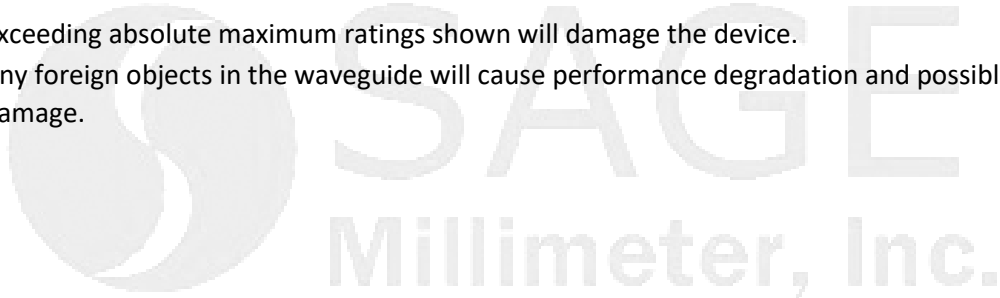 xceeding absolute maximum ratings shown will damage the device.
ny foreign objects in the waveguide will cause performance degradation and possibl
amage.
SAGE
Millimeter, Inc.